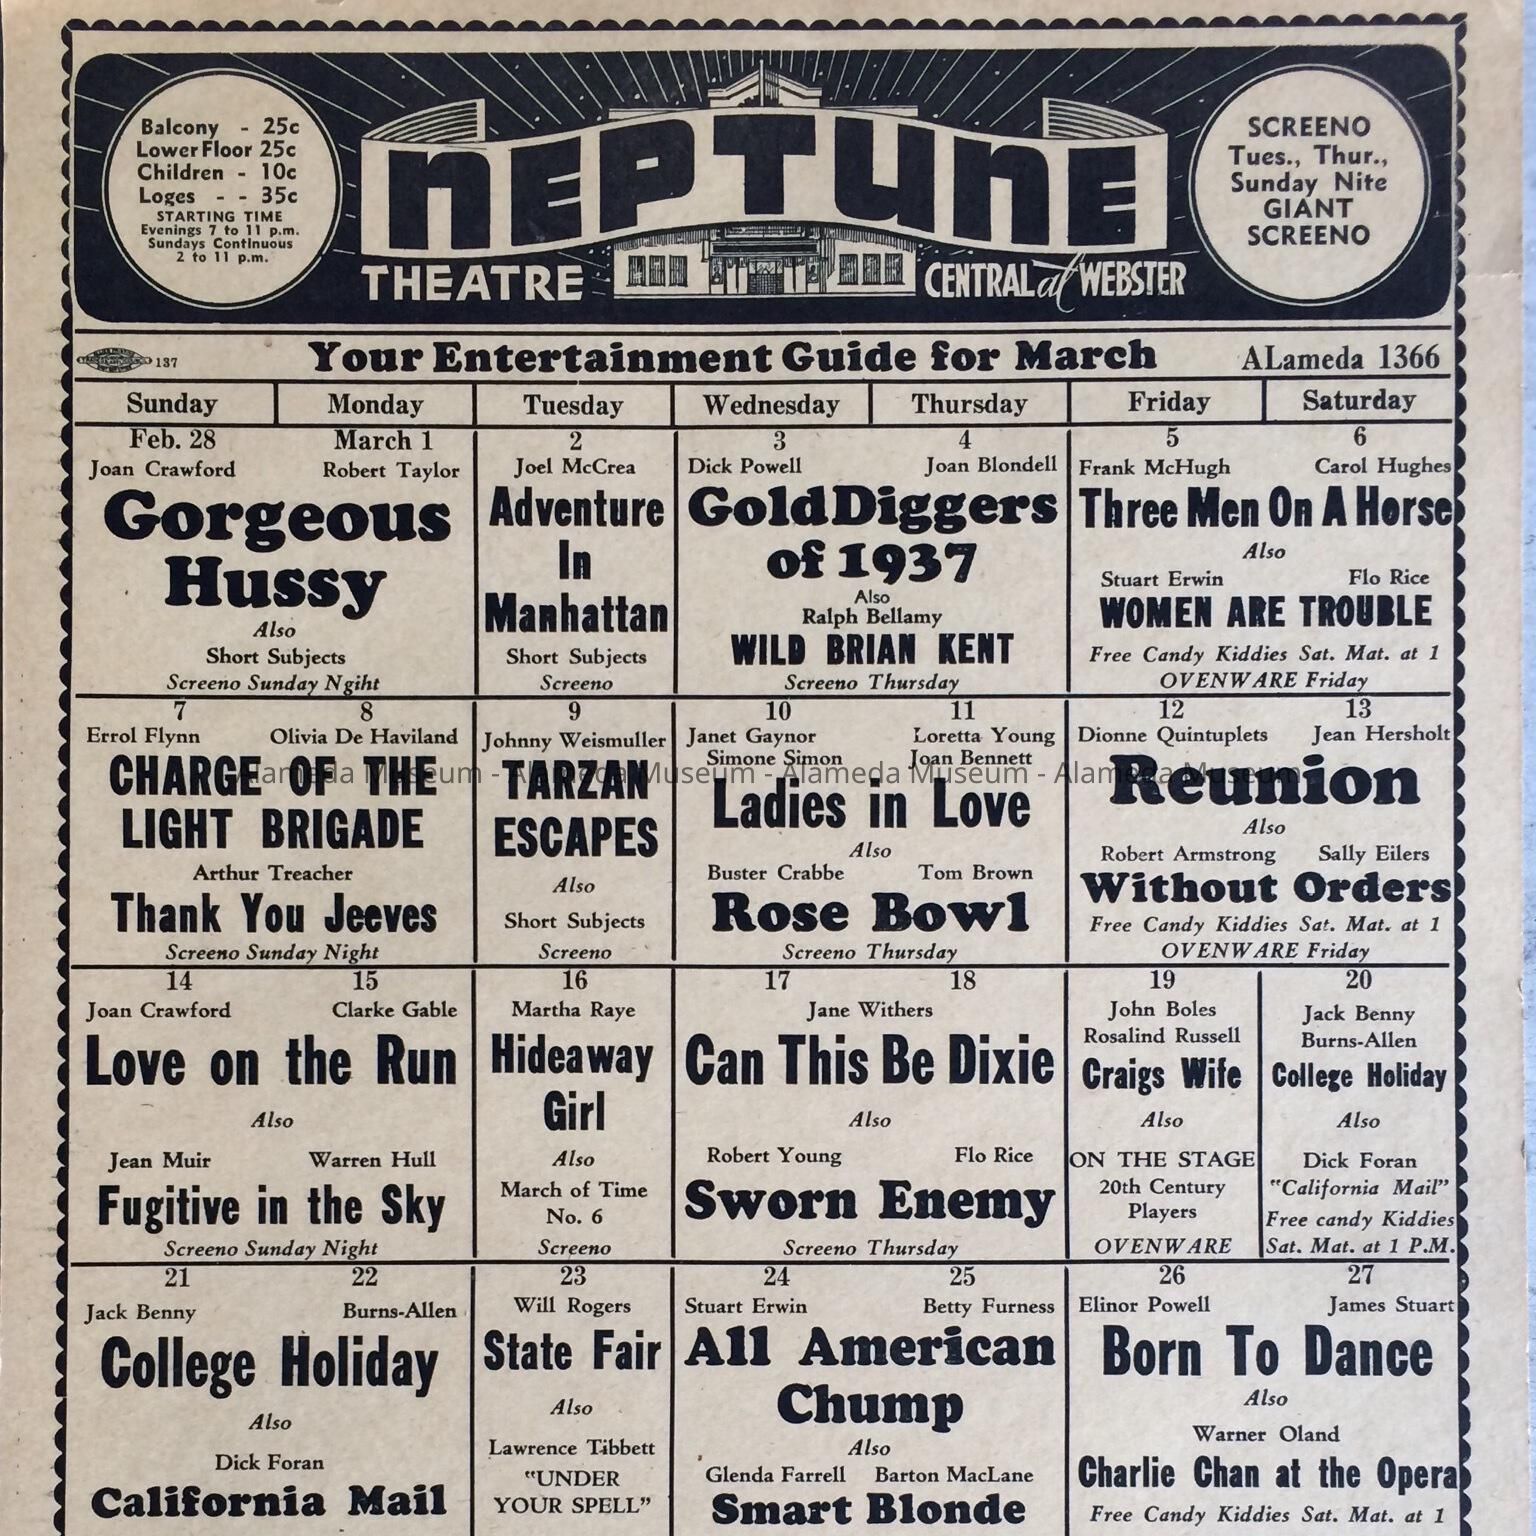 Balcony - 25c
Lower Floor 25c
Children - 10c
Loges - - 35c
STARTING TIME
Evenings 7 to 11 p.m.
Sundays Continuous
2 to 11 p.m.
NEPTUNE
THEATRE
CENTRAL at WEBSTER
SCREENO
Tues., Thur.,
Sunday Nite
GIANT
SCREENO
137
Your Entertainment Guide for March
ALameda 1366
Sunday Monday Tuesday Wednesday Thursday Friday Saturday
Feb. 28 March 1
Joan Crawford Robert Taylor
Gorgeous
Hussy
Also
Short Subjects
Screeno Sunday Ngiht
2
Joel McCrea
Adventure
In
Manhattan
Short Subjects
Screeno
3 4
Dick Powell Joan Blondell
Gold Diggers
of 1937
Also
Ralph Bellamy
WILD BRIAN KENT
Screeno Thursday
5 6
Frank McHugh Carol Hughes
Three Men On A Horse
Also
Stuart Erwin Flo Rice
WOMEN ARE TROUBLE
Free Candy Kiddies Sat. Mat. at 1
OVENWARE Friday
7 8
Errol Flynn Olivia De Haviland
CHARGE OF THE
LIGHT BRIGADE
Arthur Treacher
Thank You Jeeves
Screeno Sunday Night
9
Johnny Weismuller
TARZAN
ESCAPES
Also
Short Subjects
Screeno
10 11
Janet Gaynor Loretta Young
Simone Simon Joan Bennett
Ladies in Love
Also
Buster Crabbe Tom Brown
Rose Bowl
Screeno Thursday
12 13
Dionne Quintuplets Jean Hersholt
Reunion
Also
Robert Armstrong Sally Eilers
Without Orders
Free Candy Kiddies Sat. Mat. at 1
OVENWARE Friday
Alameda Museum - Alameda Museum - Alameda Museum - Alameda Museum
14 15
Joan Crawford Clarke Gable
Love on the Run
Also
Jean Muir Warren Hull
Fugitive in the Sky
Screeno Sunday Night
16
Martha Raye
Hideaway
Girl
Also
March of Time
No. 6
Screeno
17 18
Jane Withers
Can This Be Dixie
Also
Robert Young Flo Rice
Sworn Enemy
Screeno Thursday
19
John Boles
Rosalind Russell
Craigs Wife
Also
ON THE STAGE
20th Century
Players
OVENWARE
20
Jack Benny
Burns-Allen
College Holiday
Also
Dick Foran
"California Mail"
Free candy Kiddies
Sat. Mat. at 1 P.M.
21 22
Jack Benny Burns-Allen
College Holiday
Also
Dick Foran
California Mail
23
Will Rogers
State Fair
Also
Lawrence Tibbett
"UNDER
YOUR SPELL"
24 25
Stuart Erwin Betty Furness
All American
Chump
Also
Glenda Farrell Barton MacLane
Smart Blonde
26 27
Elinor Powell James Stuart
Born To Dance
Also
Warner Oland
Charlie Chan at the Opera
Free Candy Kiddies Sat. Mat. at 1